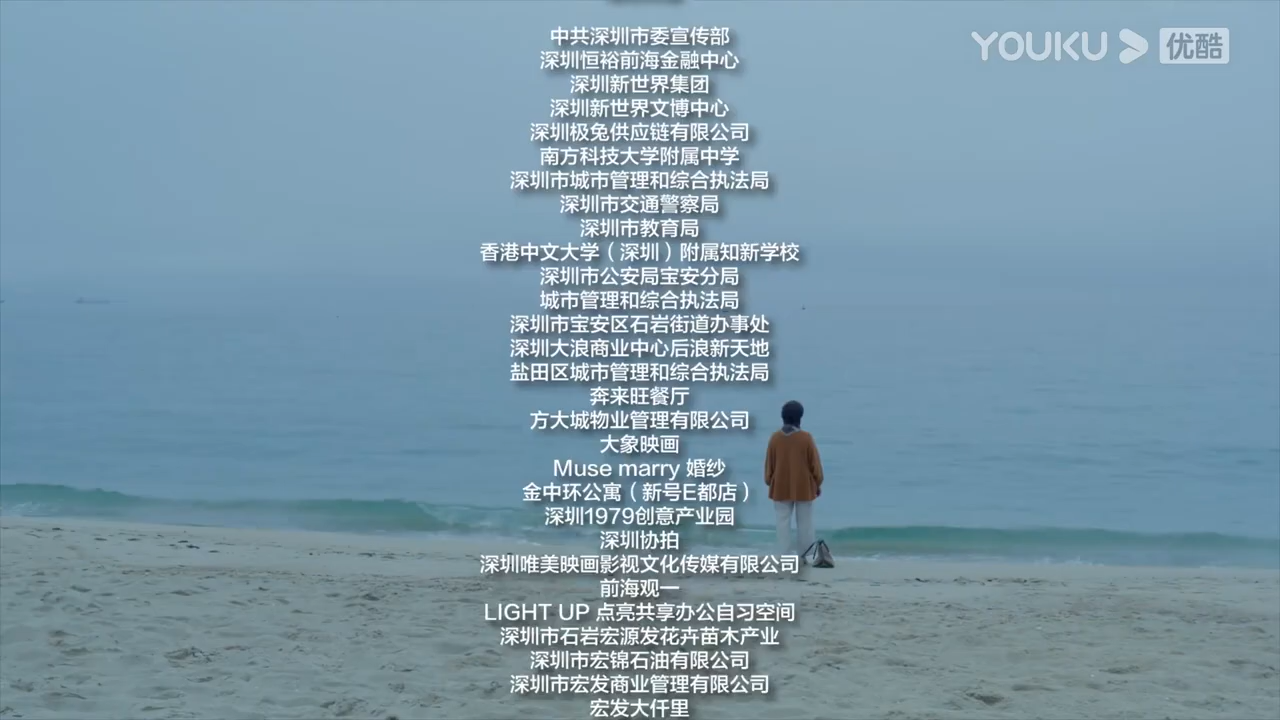 YOUKU 优酷
中共深圳市委宣传部
深圳恒裕前海金融中心
深圳新世界集团
深圳新世界文博中心
深圳极兔供应链有限公司
南方科技大学附属中学
深圳市城市管理和综合执法局
深圳市交通警察局
深圳市教育局
香港中文大学（深圳）附属知新学校
深圳市公安局宝安分局
城市管理和综合执法局
深圳市宝安区石岩街道办事处
深圳大浪商业中心后浪新天地
盐田区城市管理和综合执法局
奔来旺餐厅
方大城物业管理有限公司
大象映画
Muse marry 婚纱
金中环公寓（新号E都店）
深圳1979创意产业园
深圳协拍
深圳唯美映画影视文化传媒有限公司
前海观一
LIGHT UP 点亮共享办公自习空间
深圳市石岩宏源发花卉苗木产业
深圳市宏锦石油有限公司
深圳市宏发商业管理有限公司
宏发大仟里